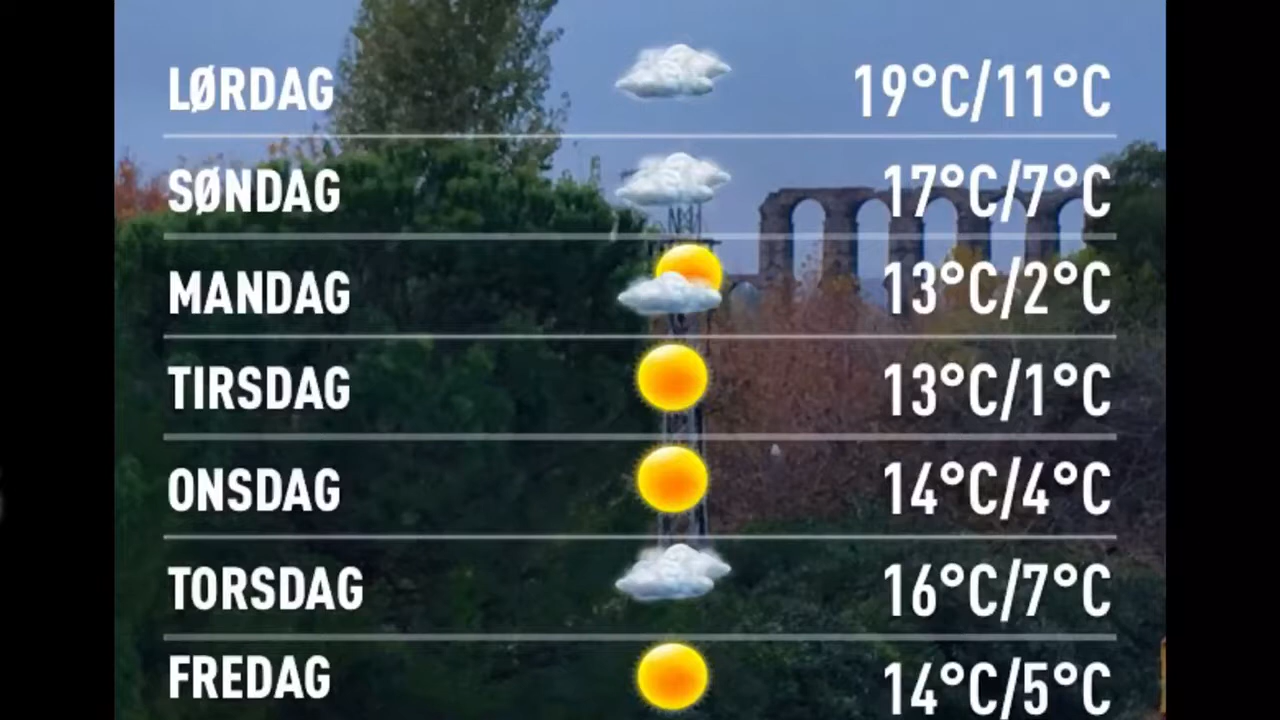 LØRDAG 19°C/11°C
SØNDAG 17°C/7°C
MANDAG 13°C/2°C
TIRSDAG 13°C/1°C
ONSDAG 14°C/4°C
TORSDAG 16°C/7°C
FREDAG 14°C/5°C